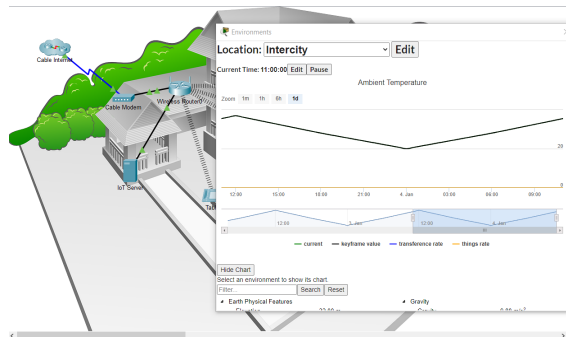 Environments
Location: Intercity Edit
Current Time: 11:00:00 Edit Pause
Ambient Temperature
Zoom 1m 1h 6h 1d
20
0
12:00 15:00 18:00 21:00 4. Jan 03:00 06:00 09:00
12:00 3. Jan 12:00 4. Jan
current keyframe value transference rate things rate
Hide Chart
Select an environment to show its chart.
Filter... Search Reset
Earth Physical Features Gravity
Cable Internet
Cable Modem
Wireless Router0
IoT Server